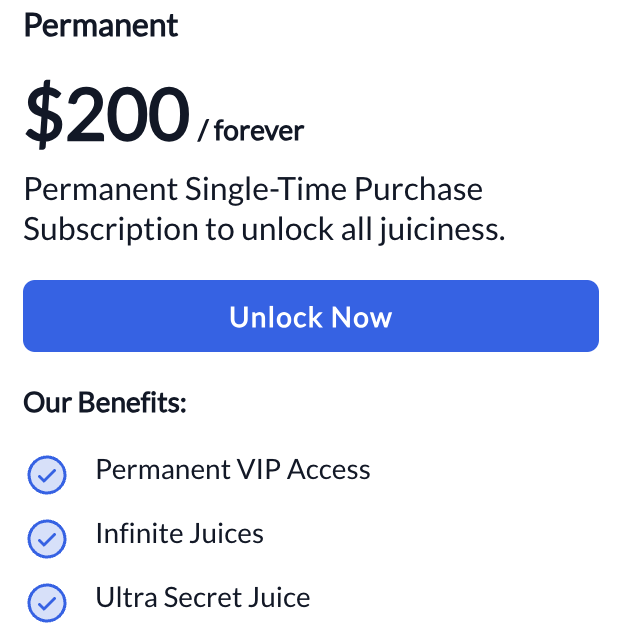 Permanent
$200 / forever
Permanent Single-Time Purchase
Subscription to unlock all juiciness.
Unlock Now
Our Benefits:
Permanent VIP Access
Infinite Juices
Ultra Secret Juice